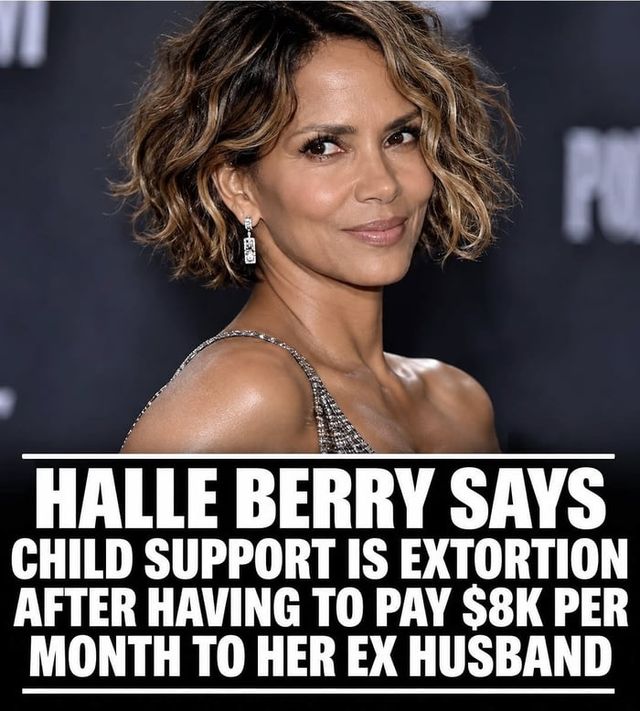 HALLE BERRY SAYS
CHILD SUPPORT IS EXTORTION
AFTER HAVING TO PAY $8K PER
MONTH TO HER EX HUSBAND